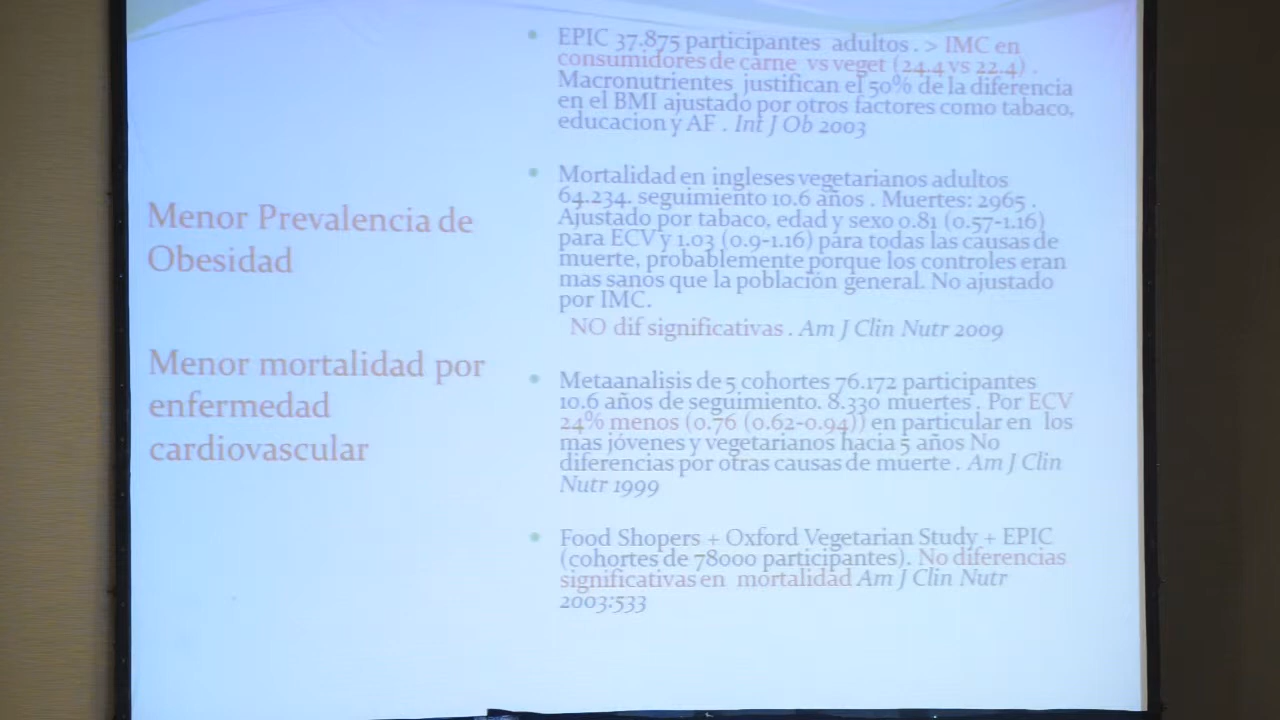 Menor Prevalencia de
Obesidad
Menor mortalidad por
enfermedad
cardiovascular
EPIC 37.875 participantes adultos . > IMC en
consumidores de carne vs veget (24.4 vs 22.4) .
Macronutrientes justifican el 50% de la diferencia
en el BMI ajustado por otros factores como tabaco,
educacion y AF . Int J Ob 2003
Mortalidad en ingleses vegetarianos adultos
64.234. seguimiento 10.6 años . Muertes: 2965 .
Ajustado por tabaco, edad y sexo 0.81 (0.57-1.16)
para ECV y 1.03 (0.9-1.16) para todas las causas de
muerte, probablemente porque los controles eran
mas sanos que la población general. No ajustado
por IMC.
NO dif significativas . Am J Clin Nutr 2009
Metaanalisis de 5 cohortes 76.172 participantes
10.6 años de seguimiento. 8.330 muertes . Por ECV
24% menos (0.76 (0.62-0.94)) en particular en los
mas jóvenes y vegetarianos hacia 5 años No
diferencias por otras causas de muerte . Am J Clin
Nutr 1999
Food Shopers + Oxford Vegetarian Study + EPIC
(cohortes de 78000 participantes). No diferencias
significativas en mortalidad Am J Clin Nutr
2003:533